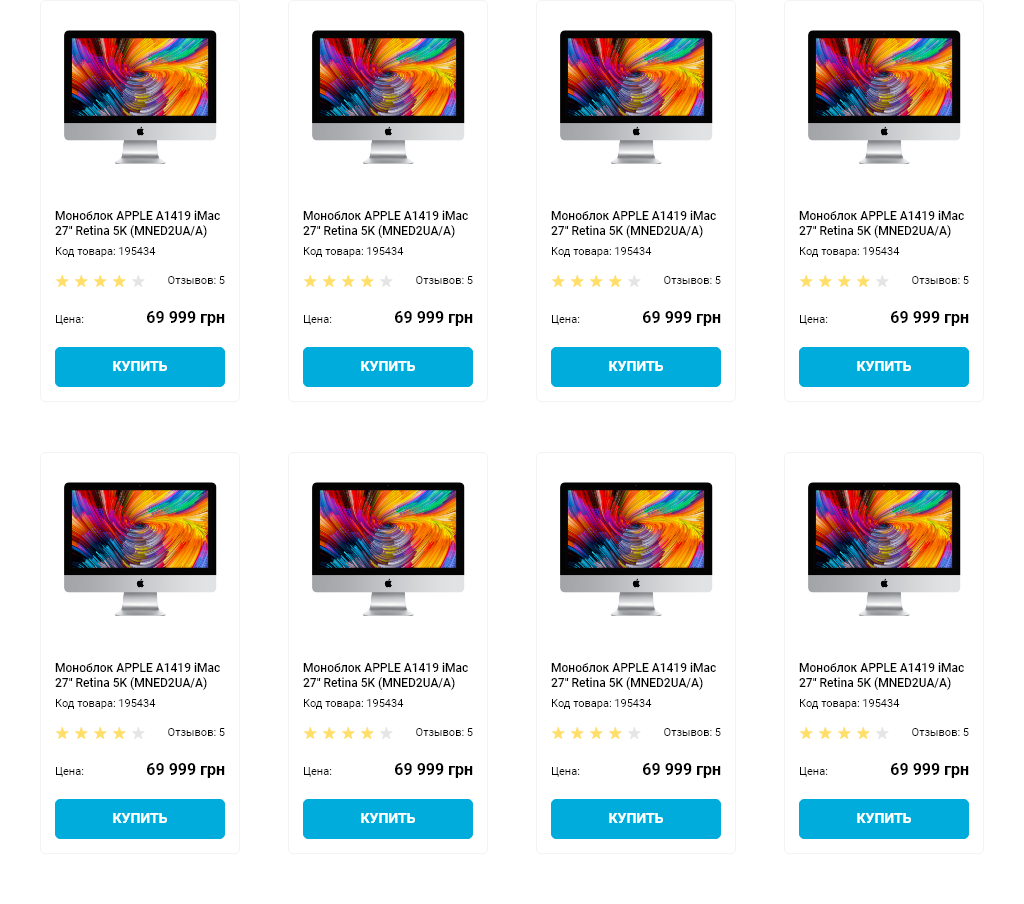 Моноблок APPLE A1419 iMac
27" Retina 5K (MNED2UA/A)
Код товара: 195434
Отзывов: 5
Цена: 69 999 грн
КУПИТЬ
Моноблок APPLE A1419 iMac
27" Retina 5K (MNED2UA/A)
Код товара: 195434
Отзывов: 5
Цена: 69 999 грн
КУПИТЬ
Моноблок APPLE A1419 iMac
27" Retina 5K (MNED2UA/A)
Код товара: 195434
Отзывов: 5
Цена: 69 999 грн
КУПИТЬ
Моноблок APPLE A1419 iMac
27" Retina 5K (MNED2UA/A)
Код товара: 195434
Отзывов: 5
Цена: 69 999 грн
КУПИТЬ
Моноблок APPLE A1419 iMac
27" Retina 5K (MNED2UA/A)
Код товара: 195434
Отзывов: 5
Цена: 69 999 грн
КУПИТЬ
Моноблок APPLE A1419 iMac
27" Retina 5K (MNED2UA/A)
Код товара: 195434
Отзывов: 5
Цена: 69 999 грн
КУПИТЬ
Моноблок APPLE A1419 iMac
27" Retina 5K (MNED2UA/A)
Код товара: 195434
Отзывов: 5
Цена: 69 999 грн
КУПИТЬ
Моноблок APPLE A1419 iMac
27" Retina 5K (MNED2UA/A)
Код товара: 195434
Отзывов: 5
Цена: 69 999 грн
КУПИТЬ